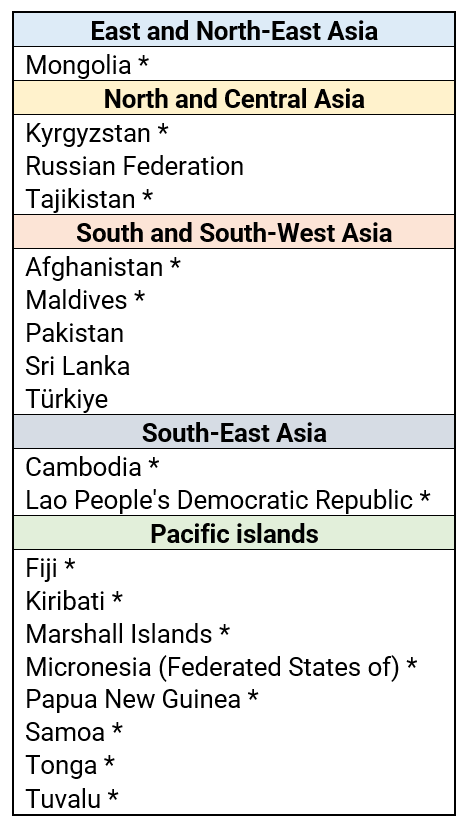 East and North-East Asia
Mongolia *
North and Central Asia
Kyrgyzstan *
Russian Federation
Tajikistan *
South and South-West Asia
Afghanistan *
Maldives *
Pakistan
Sri Lanka
Türkiye
South-East Asia
Cambodia *
Lao People's Democratic Republic *
Pacific islands
Fiji *
Kiribati *
Marshall Islands *
Micronesia (Federated States of) *
Papua New Guinea *
Samoa *
Tonga *
Tuvalu *